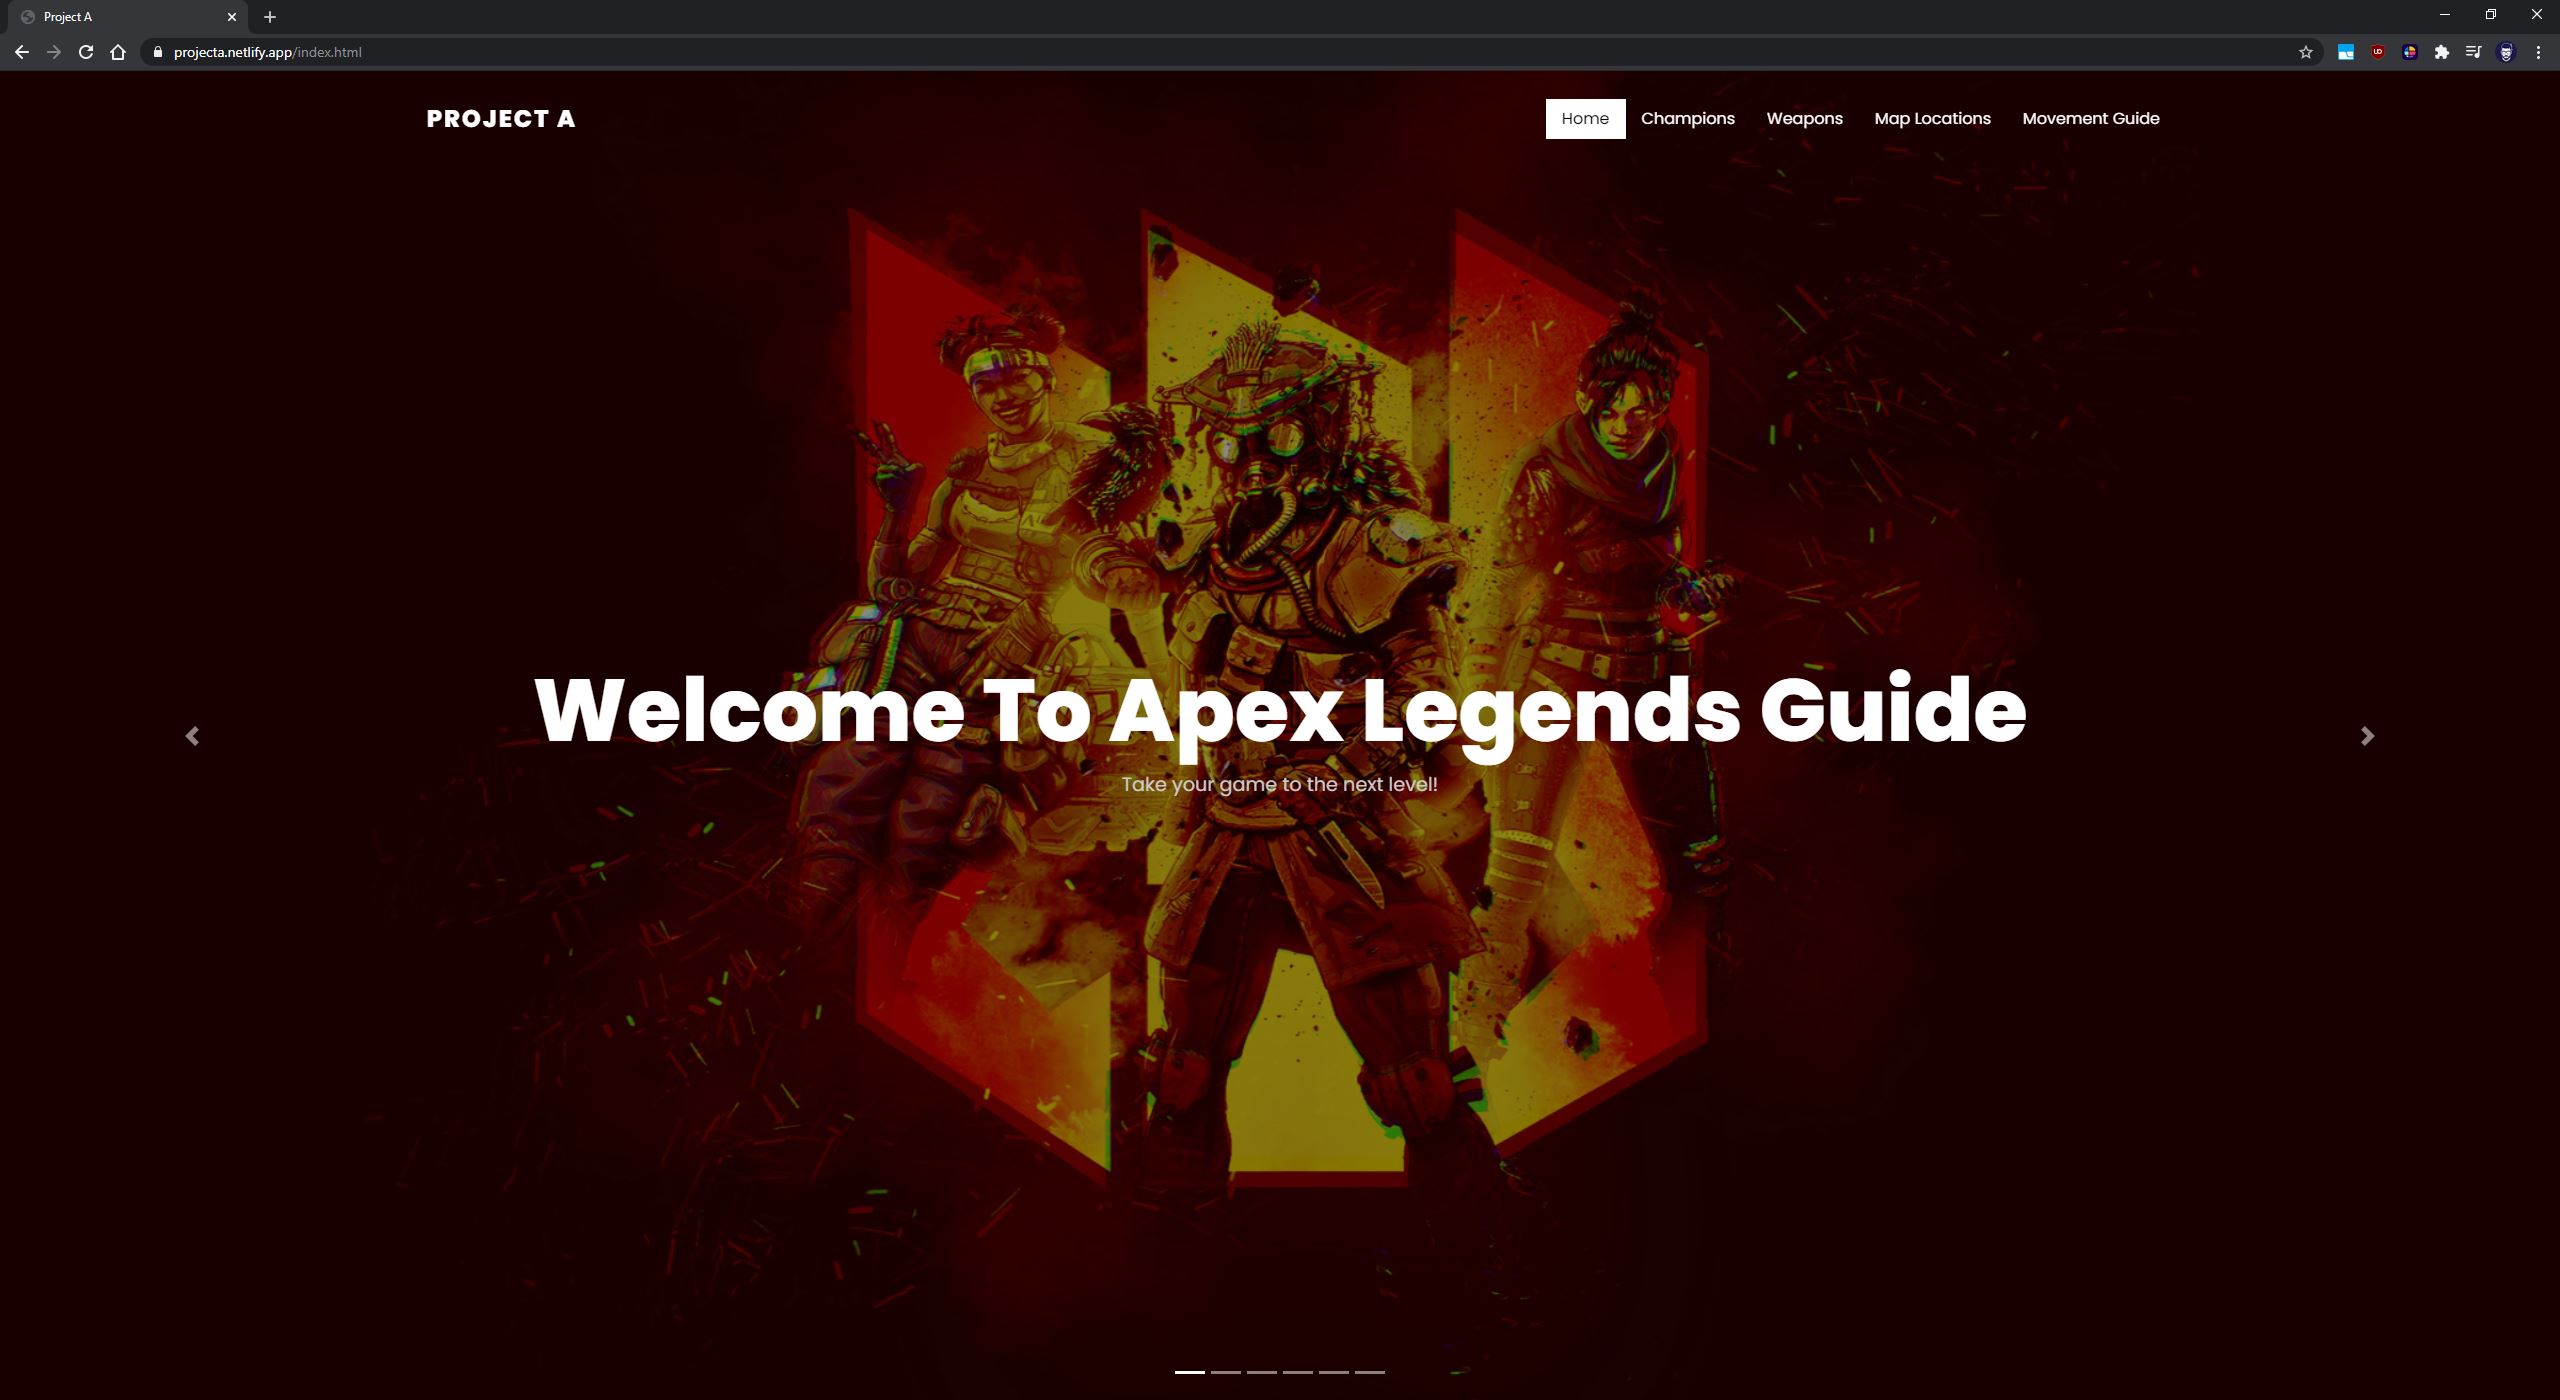 Project A
projecta.netlify.app/index.html
PROJECT A
Home Champions Weapons Map Locations Movement Guide
Welcome To Apex Legends Guide
Take your game to the next level!